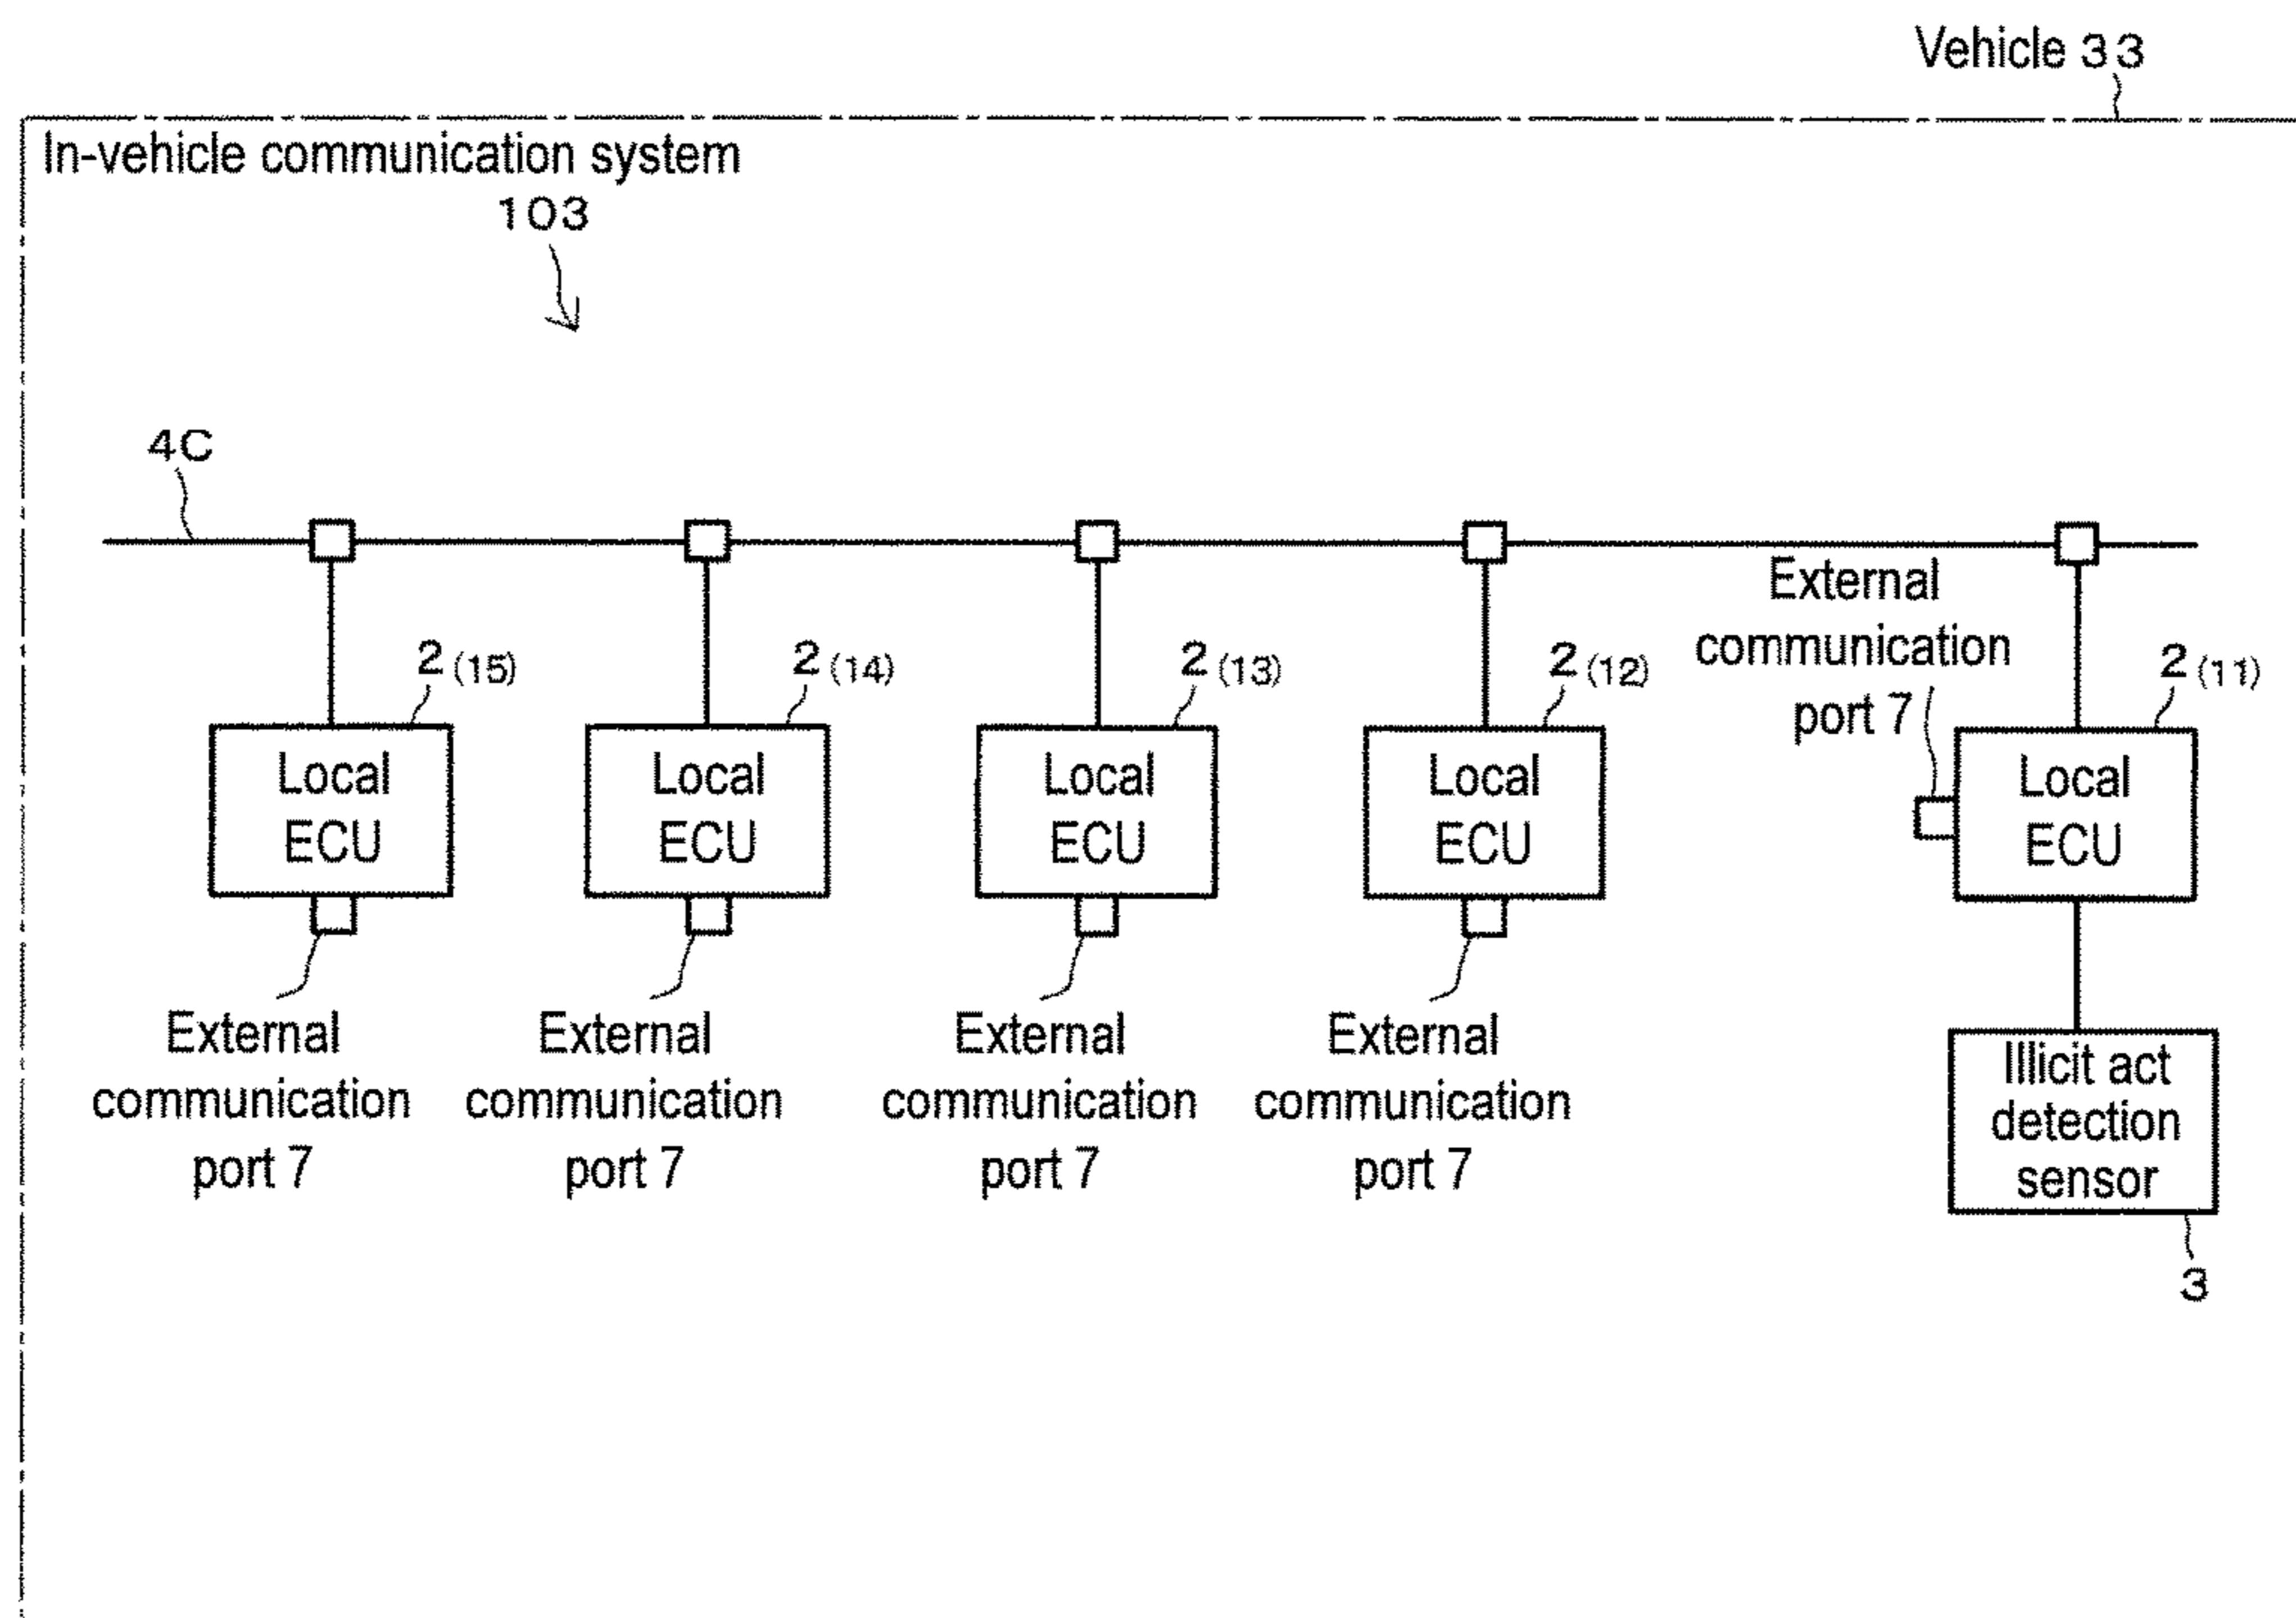 Vehicle 33
In-vehicle communication system
103
4C
External
communication
port 7
2 (15)
2 (14)
2 (13)
2 (12)
2 (11)
Local
ECU
Local
ECU
Local
ECU
Local
ECU
Local
ECU
External
communication
port 7
External
communication
port 7
External
communication
port 7
External
communication
port 7
Illicit act
detection
sensor
3